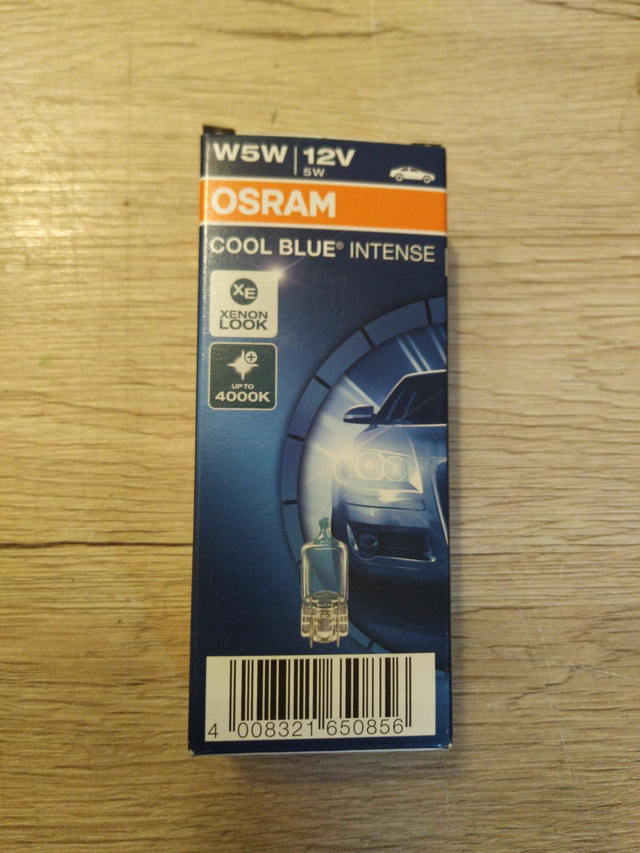 W5W | 12V
5W
OSRAM
COOL BLUE® INTENSE
XE
XENON
LOOK
UP TO
4000K
4 008321 650856